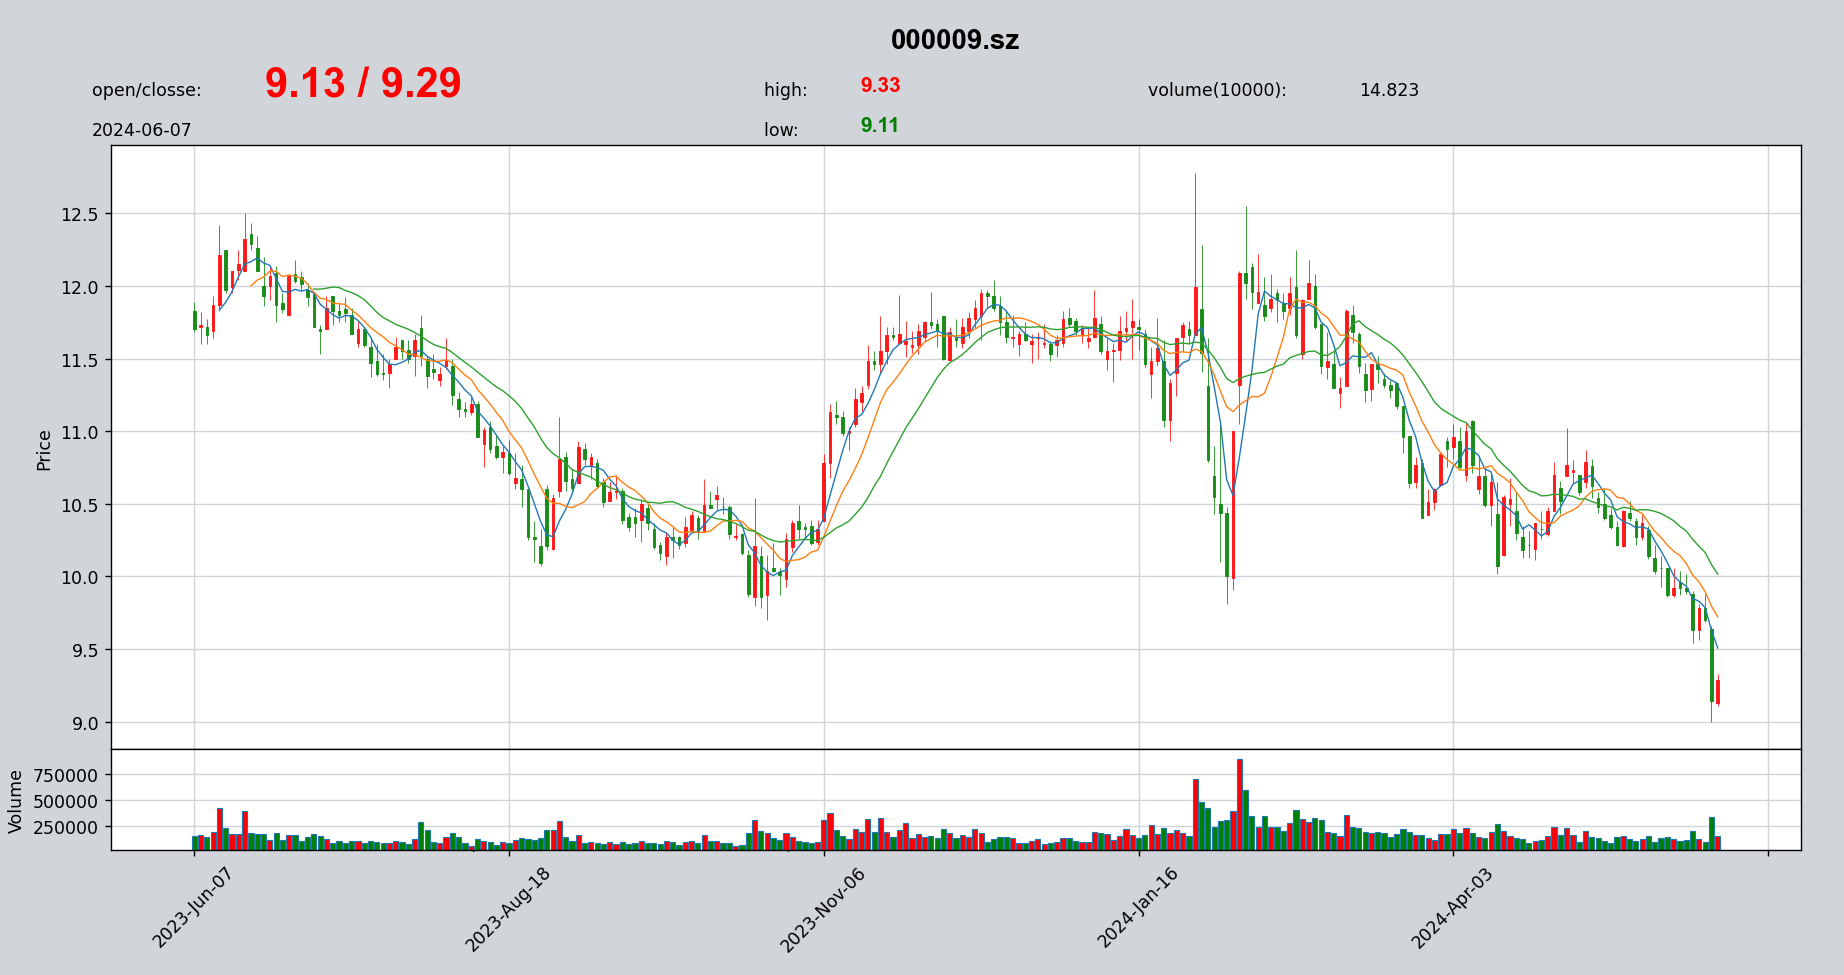 000009.sz
open/closse: 9.13 / 9.29 high: 9.33 volume(10000): 14.823
2024-06-07 low: 9.11
Price
12.5
12.0
11.5
11.0
10.5
10.0
9.5
9.0
Volume
750000
500000
250000
2023-Jun-07 2023-Aug-18 2023-Nov-06 2024-Jan-16 2024-Apr-03